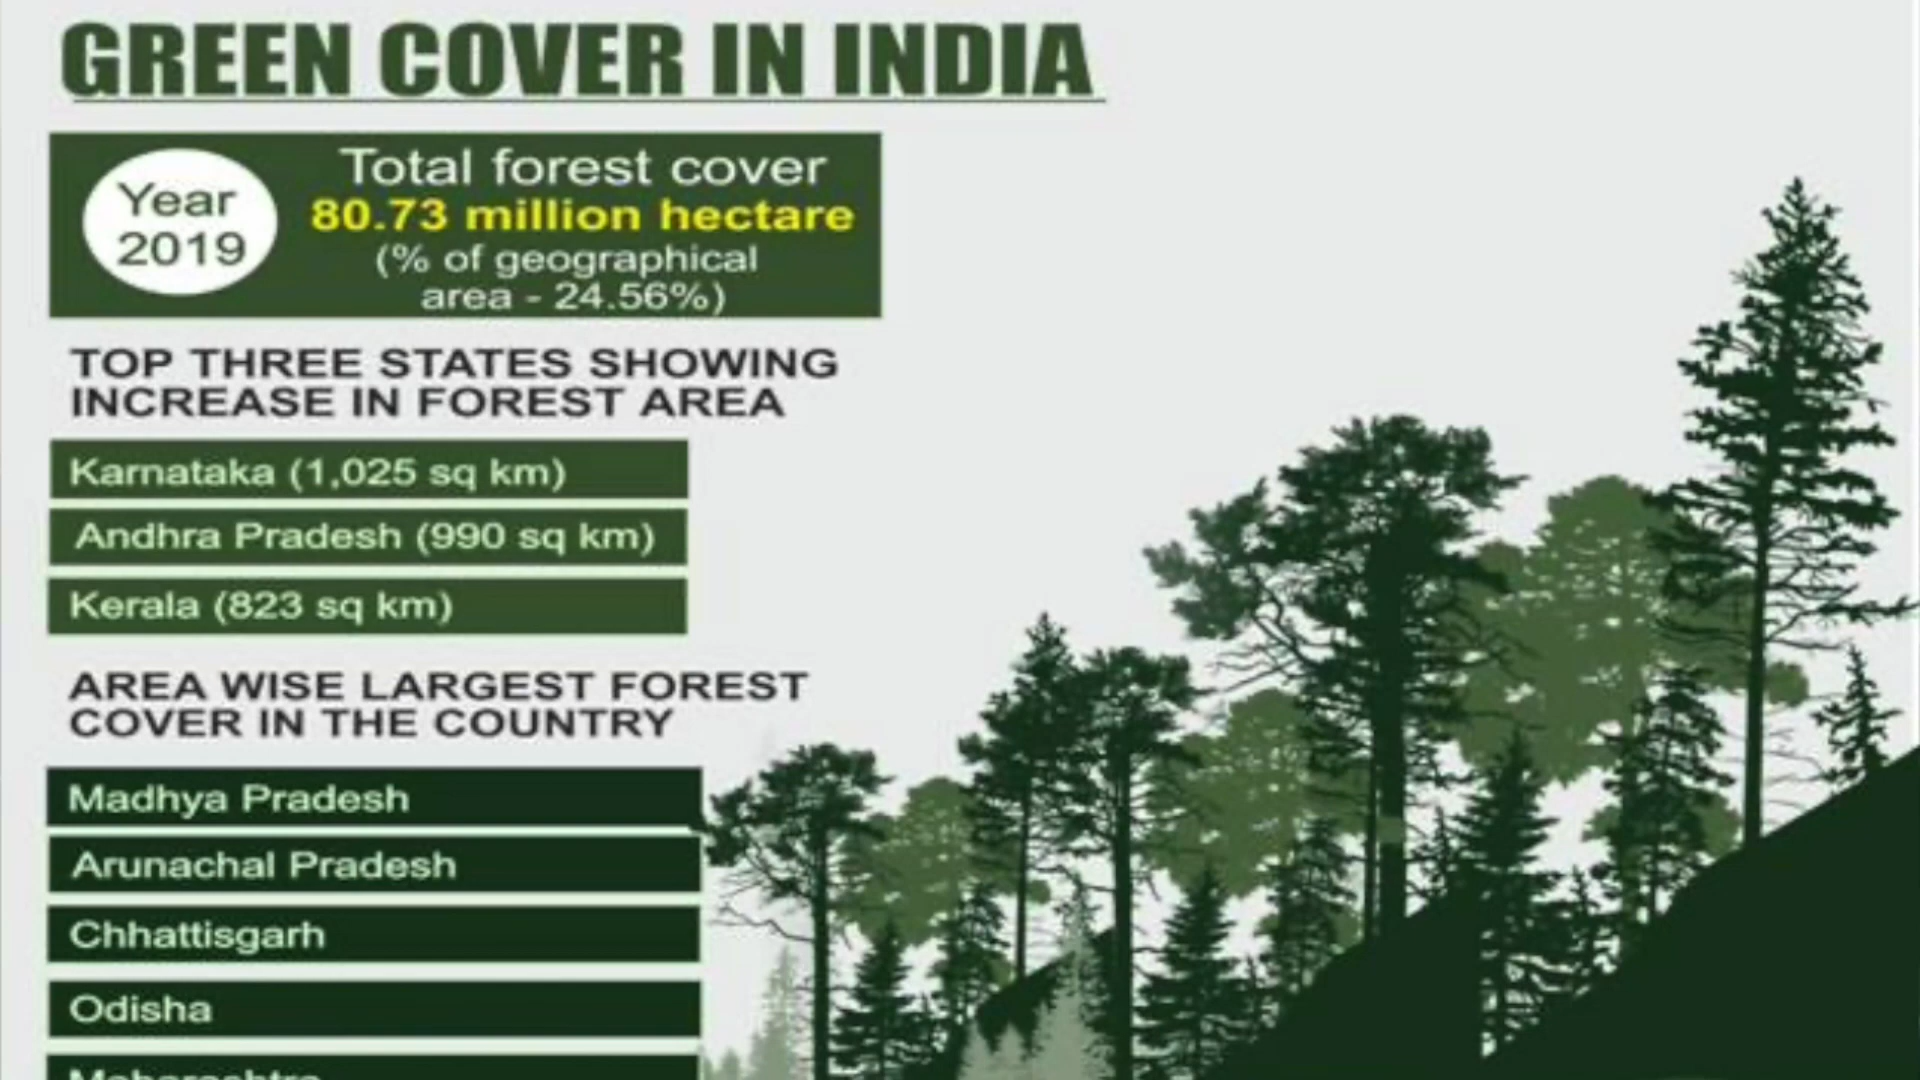 GREEN COVER IN INDIA
Year
2019
Total forest cover
80.73 million hectare
(% of geographical
area - 24.56%)
TOP THREE STATES SHOWING
INCREASE IN FOREST AREA
Karnataka (1,025 sq km)
Andhra Pradesh (990 sq km)
Kerala (823 sq km)
AREA WISE LARGEST FOREST
COVER IN THE COUNTRY
Madhya Pradesh
Arunachal Pradesh
Chhattisgarh
Odisha
Maharashtra